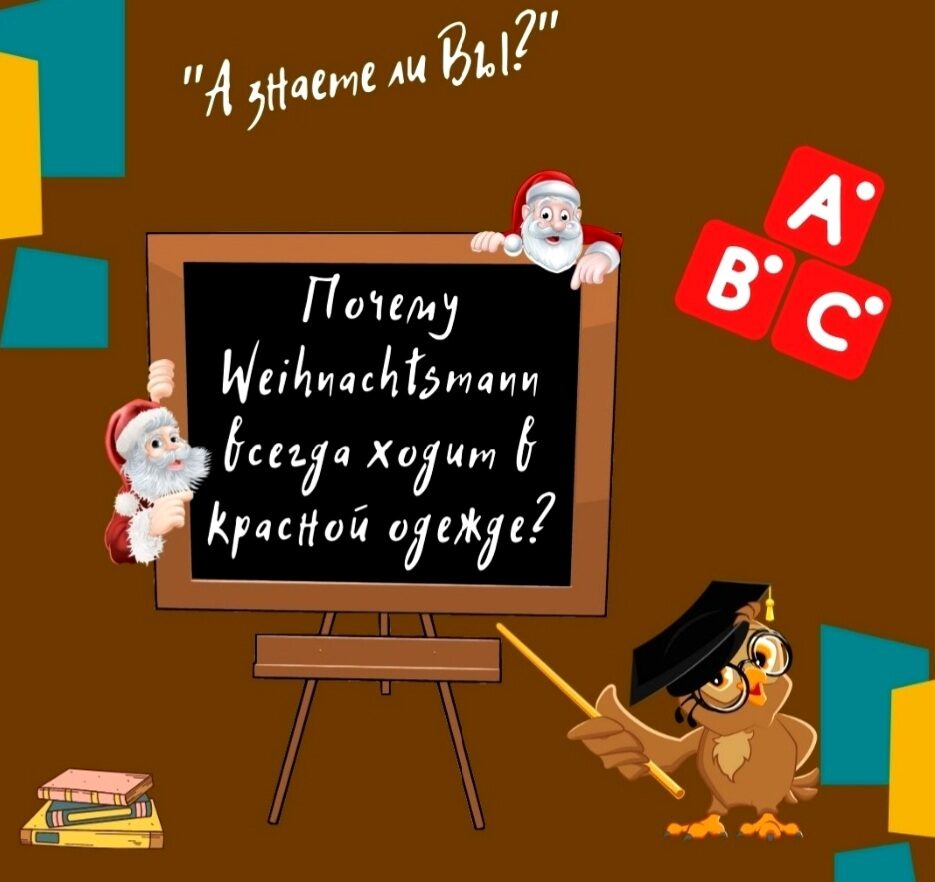 "А знаете ли Вы?"
A
B
C
Почему
Weihnachtsmann
всегда ходит в
красной одежде?